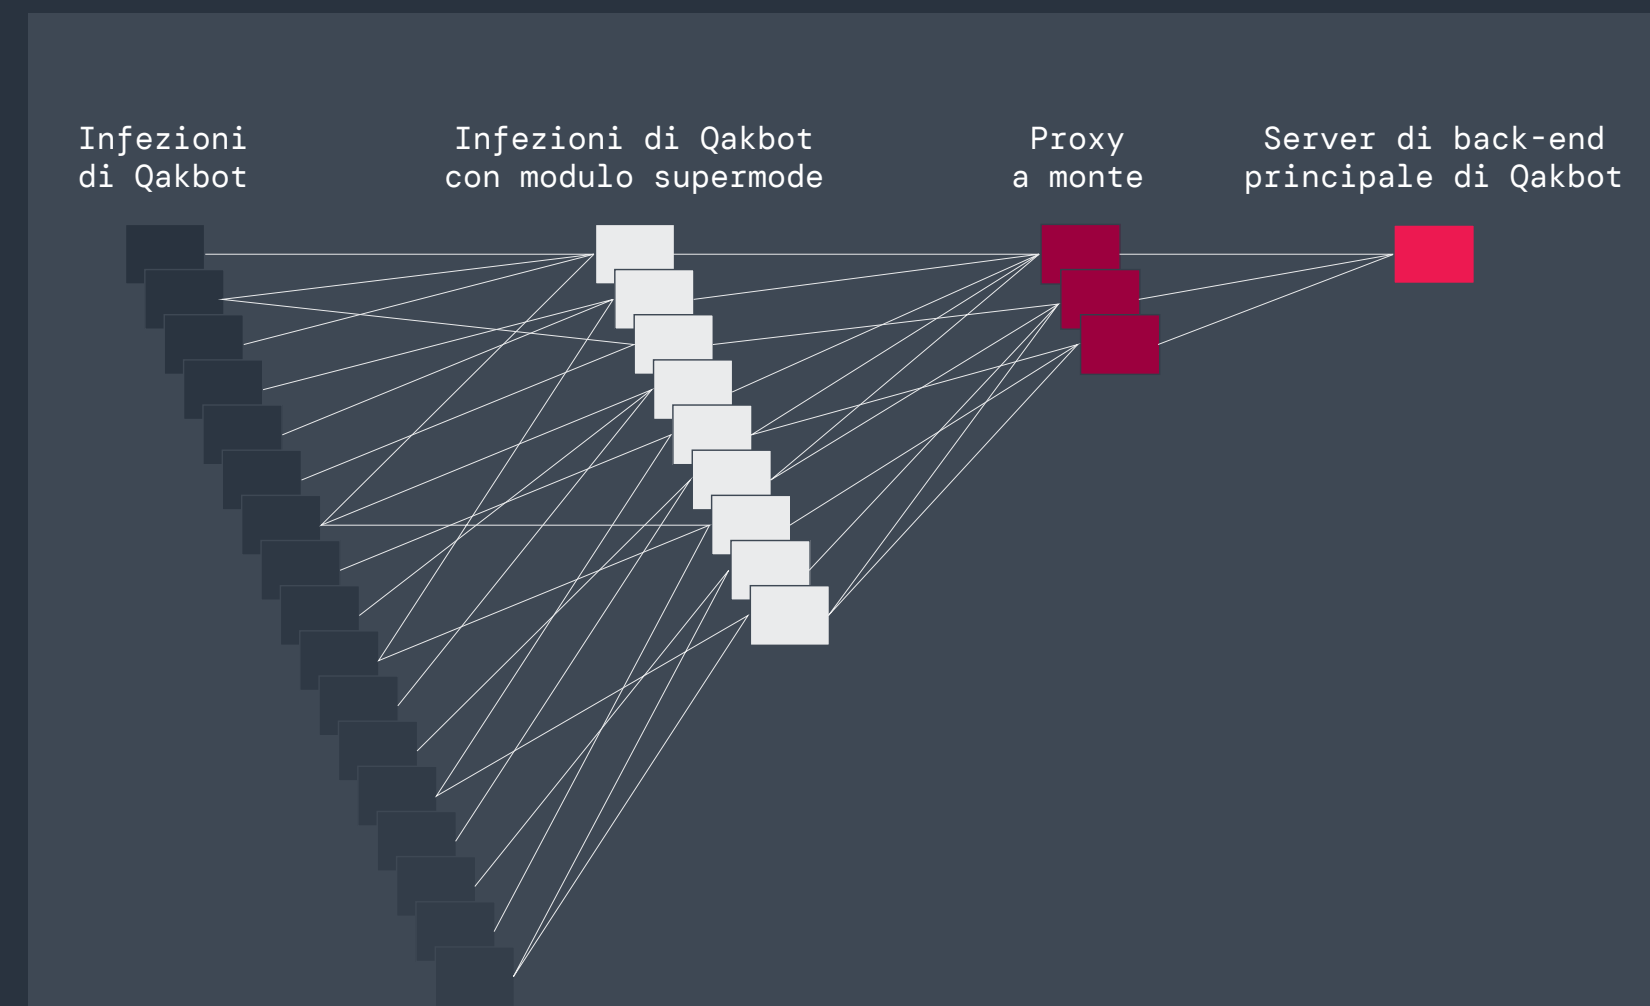 Infezioni
di Qakbot
Infezioni di Qakbot
con modulo supermode
Proxy
a monte
Server di back-end
principale di Qakbot